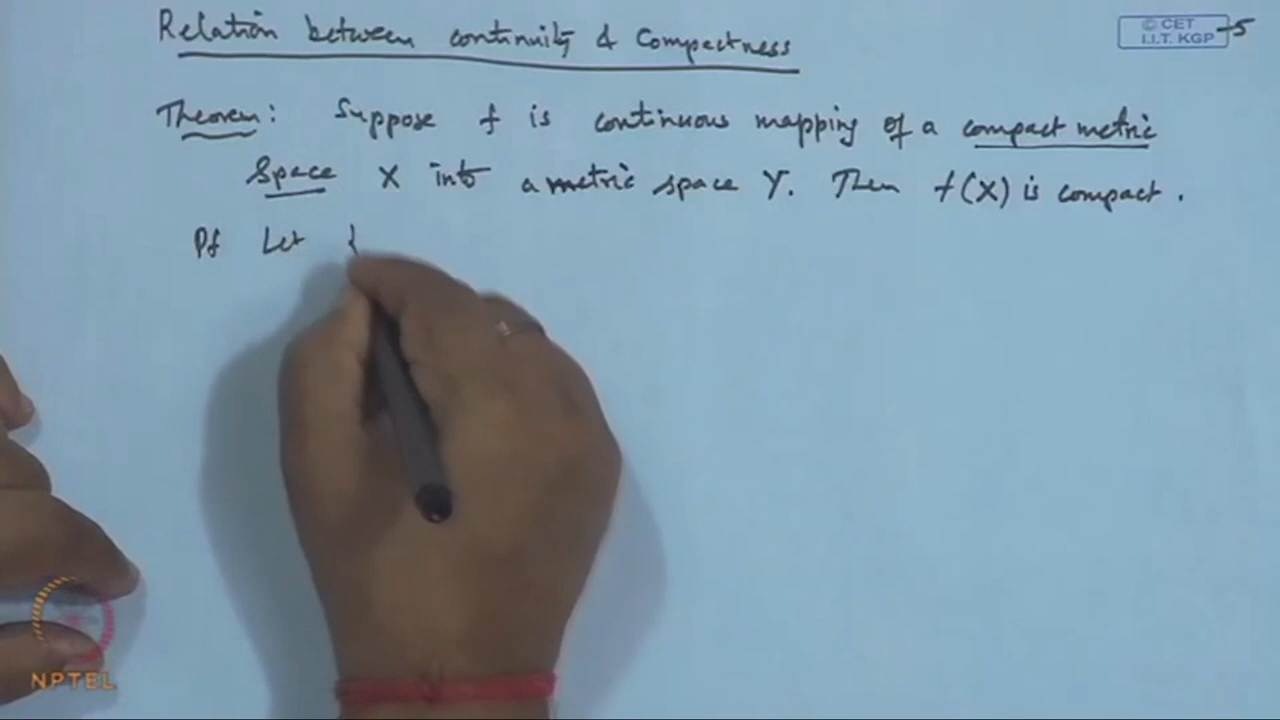 Relation between continuity & Compactness
© CET
I.I.T. KGP
5
Theorem: Suppose f is continuous mapping of a compact metric
Space X into a metric space Y. Then f(X) is compact.
Pf Let {
NPTEL